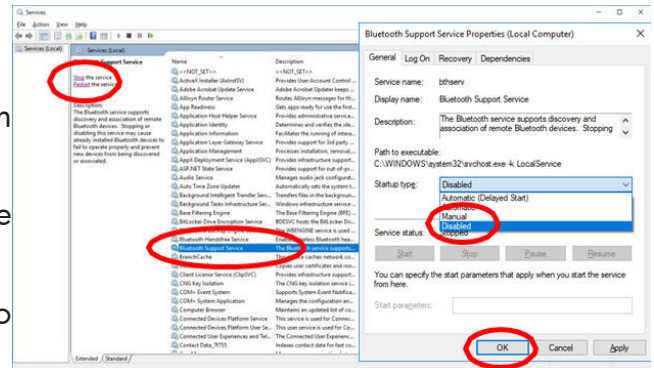 Services
File Action View Help
Services (Local)
Services (Local)
Bluetooth Support Service
Stop the service
Restart the service
Description:
The Bluetooth service supports
discovery and association of remote
Bluetooth devices. Stopping or
disabling this service may cause
already installed Bluetooth devices to
fail to operate properly and prevent
new devices from being discovered
or associated.
Name Description
<<NOT_SET>> <<NOT_SET>>
ActiveX Installer (AxInstSV) Provides User Account Control ...
Adobe Acrobat Update Service Adobe Acrobat Updater keeps ...
AllJoyn Router Service Routes AllJoyn messages for th...
App Readiness Gets apps ready for use the first...
Application Host Helper Service Provides administrative service...
Application Identity Determines and verifies the ide...
Application Information Facilitates the running of intera...
Application Layer Gateway Service Provides support for 3rd party ...
Application Management Processes installation, removal,...
AppX Deployment Service (AppXSVC) Provides infrastructure support...
ASP.NET State Service Provides support for out-of-pr...
Audio Service Manages audio jack configurat...
Auto Time Zone Updater Automatically sets the system t...
Background Intelligent Transfer Serv... Transfers files in the backgroun...
Background Tasks Infrastructure Ser... Windows infrastructure service ...
Base Filtering Engine The Base Filtering Engine (BFE) ...
BitLocker Drive Encryption Service BDESVC hosts the BitLocker Dri...
The WBENGINE service is used ...
Bluetooth Handsfree Service Enables wireless Bluetooth hea...
Bluetooth Support Service The Bluetooth service supports...
BranchCache This service caches network co...
Copies user certificates and roo...
Client License Service (ClipSVC) Provides infrastructure support...
CNG Key Isolation The CNG key isolation service i...
COM+ Event System Supports System Event Notifica...
COM+ System Application Manages the configuration an...
Computer Browser Maintains an updated list of co...
Connected Devices Platform Service This service is used for Connec...
Connected Devices Platform User Se... This user service is used for Co...
Connected User Experiences and Tel... The Connected User Experienc...
Contact Data_7f755 Indexes contact data for fast co...
Extended Standard
Bluetooth Support Service Properties (Local Computer)
General Log On Recovery Dependencies
Service name: bthserv
Display name: Bluetooth Support Service
Description: The Bluetooth service supports discovery and
association of remote Bluetooth devices. Stopping
Path to executable:
C:\WINDOWS\system32\svchost.exe -k LocalService
Startup type: Disabled
Automatic (Delayed Start)
Automatic
Manual
Disabled
Service status: Stopped
Start Stop Pause Resume
You can specify the start parameters that apply when you start the service
from here.
Start parameters:
OK Cancel Apply